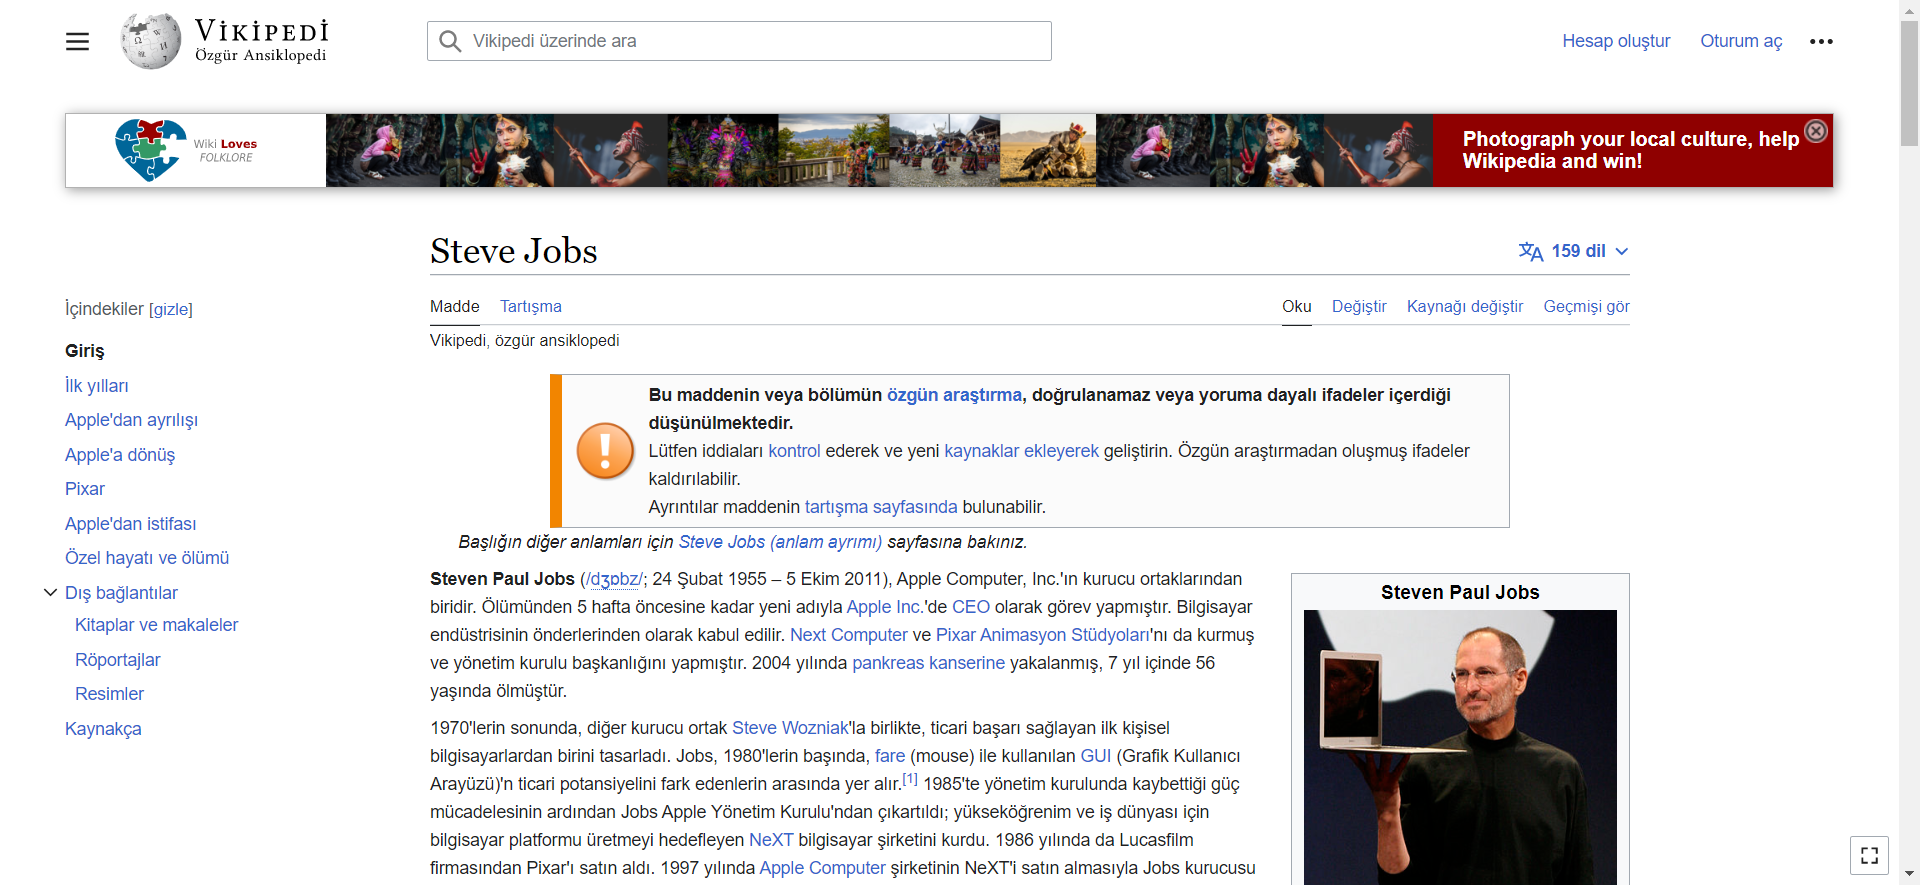 VİKİPEDİ
Özgür Ansiklopedi
Vikipedi üzerinde ara
Hesap oluştur
Oturum aç
Wiki Loves
FOLKLORE
Photograph your local culture, help
Wikipedia and win!
Steve Jobs
159 dil
İçindekiler [gizle]
Giriş
İlk yılları
Apple'dan ayrılışı
Apple'a dönüş
Pixar
Apple'dan istifası
Özel hayatı ve ölümü
Dış bağlantılar
Kitaplar ve makaleler
Röportajlar
Resimler
Kaynakça
Madde Tartışma
Oku Değiştir Kaynağı değiştir Geçmişi gör
Vikipedi, özgür ansiklopedi
Bu maddenin veya bölümün özgün araştırma, doğrulanamaz veya yoruma dayalı ifadeler içerdiği
düşünülmektedir.
Lütfen iddiaları kontrol ederek ve yeni kaynaklar ekleyerek geliştirin. Özgün araştırmadan oluşmuş ifadeler
kaldırılabilir.
Ayrıntılar maddenin tartışma sayfasında bulunabilir.
Başlığın diğer anlamları için Steve Jobs (anlam ayrımı) sayfasına bakınız.
Steven Paul Jobs (/dʒɒbz/; 24 Şubat 1955 – 5 Ekim 2011), Apple Computer, Inc.'ın kurucu ortaklarından
biridir. Ölümünden 5 hafta öncesine kadar yeni adıyla Apple Inc.'de CEO olarak görev yapmıştır. Bilgisayar
endüstrisinin önderlerinden olarak kabul edilir. Next Computer ve Pixar Animasyon Stüdyoları'nı da kurmuş
ve yönetim kurulu başkanlığını yapmıştır. 2004 yılında pankreas kanserine yakalanmış, 7 yıl içinde 56
yaşında ölmüştür.
1970'lerin sonunda, diğer kurucu ortak Steve Wozniak'la birlikte, ticari başarı sağlayan ilk kişisel
bilgisayarlardan birini tasarladı. Jobs, 1980'lerin başında, fare (mouse) ile kullanılan GUI (Grafik Kullanıcı
Arayüzü)'n ticari potansiyelini fark edenlerin arasında yer alır.[1] 1985'te yönetim kurulunda kaybettiği güç
mücadelesinin ardından Jobs Apple Yönetim Kurulu'ndan çıkartıldı; yükseköğrenim ve iş dünyası için
bilgisayar platformu üretmeyi hedefleyen NeXT bilgisayar şirketini kurdu. 1986 yılında da Lucasfilm
firmasından Pixar'ı satın aldı. 1997 yılında Apple Computer şirketinin NeXT'i satın almasıyla Jobs kurucusu
Steven Paul Jobs